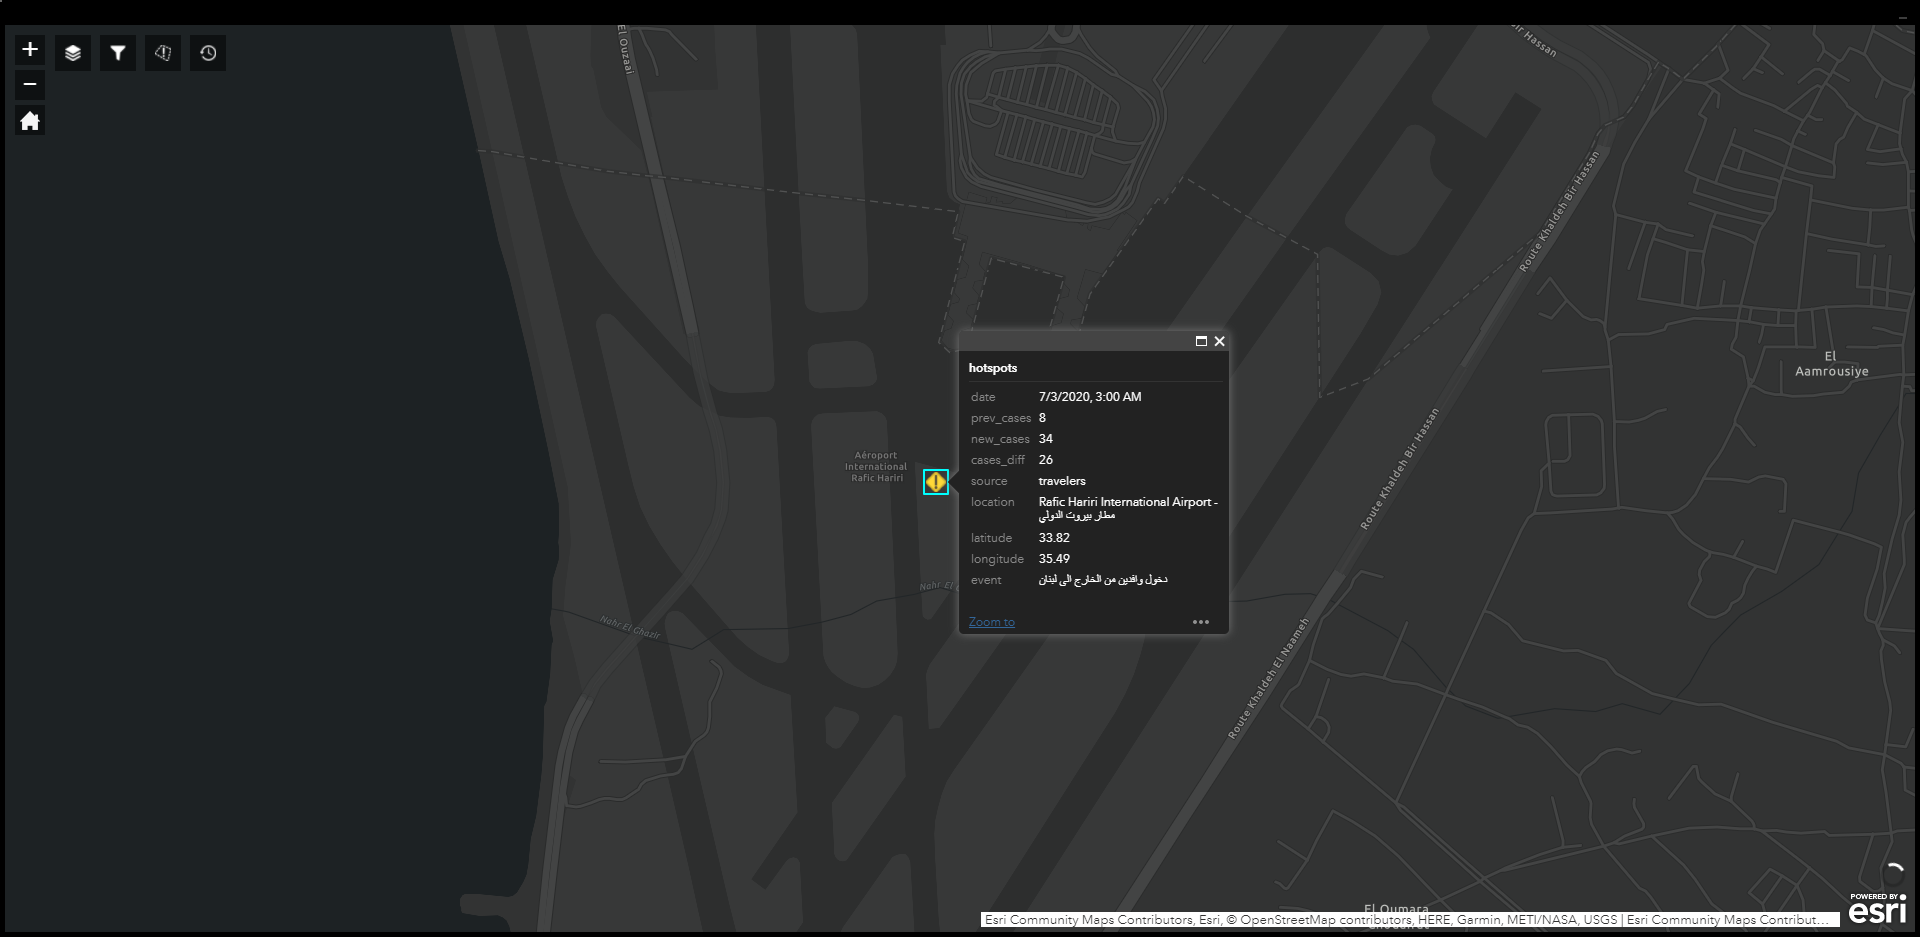 El Ouzaai
Bir Hassan
Route Khaldeh Bir Hassan
El
Aamrousiye
hotspots
date 7/3/2020, 3:00 AM
prev_cases 8
new_cases 34
cases_diff 26
source travelers
location Rafic Hariri International Airport -
مطار بيروت الدولي
latitude 33.82
longitude 35.49
event دخول وافدين من الخارج الى لبنان
Zoom to
Aéroport
International
Rafic Hariri
Route Khaldeh Bir Hassan
Nahr El
Nahr El Ghazir
Route Khaldeh El Naameh
El Oumara
POWERED BY
esri
Esri Community Maps Contributors, Esri, © OpenStreetMap contributors, HERE, Garmin, METI/NASA, USGS | Esri Community Maps Contribut...